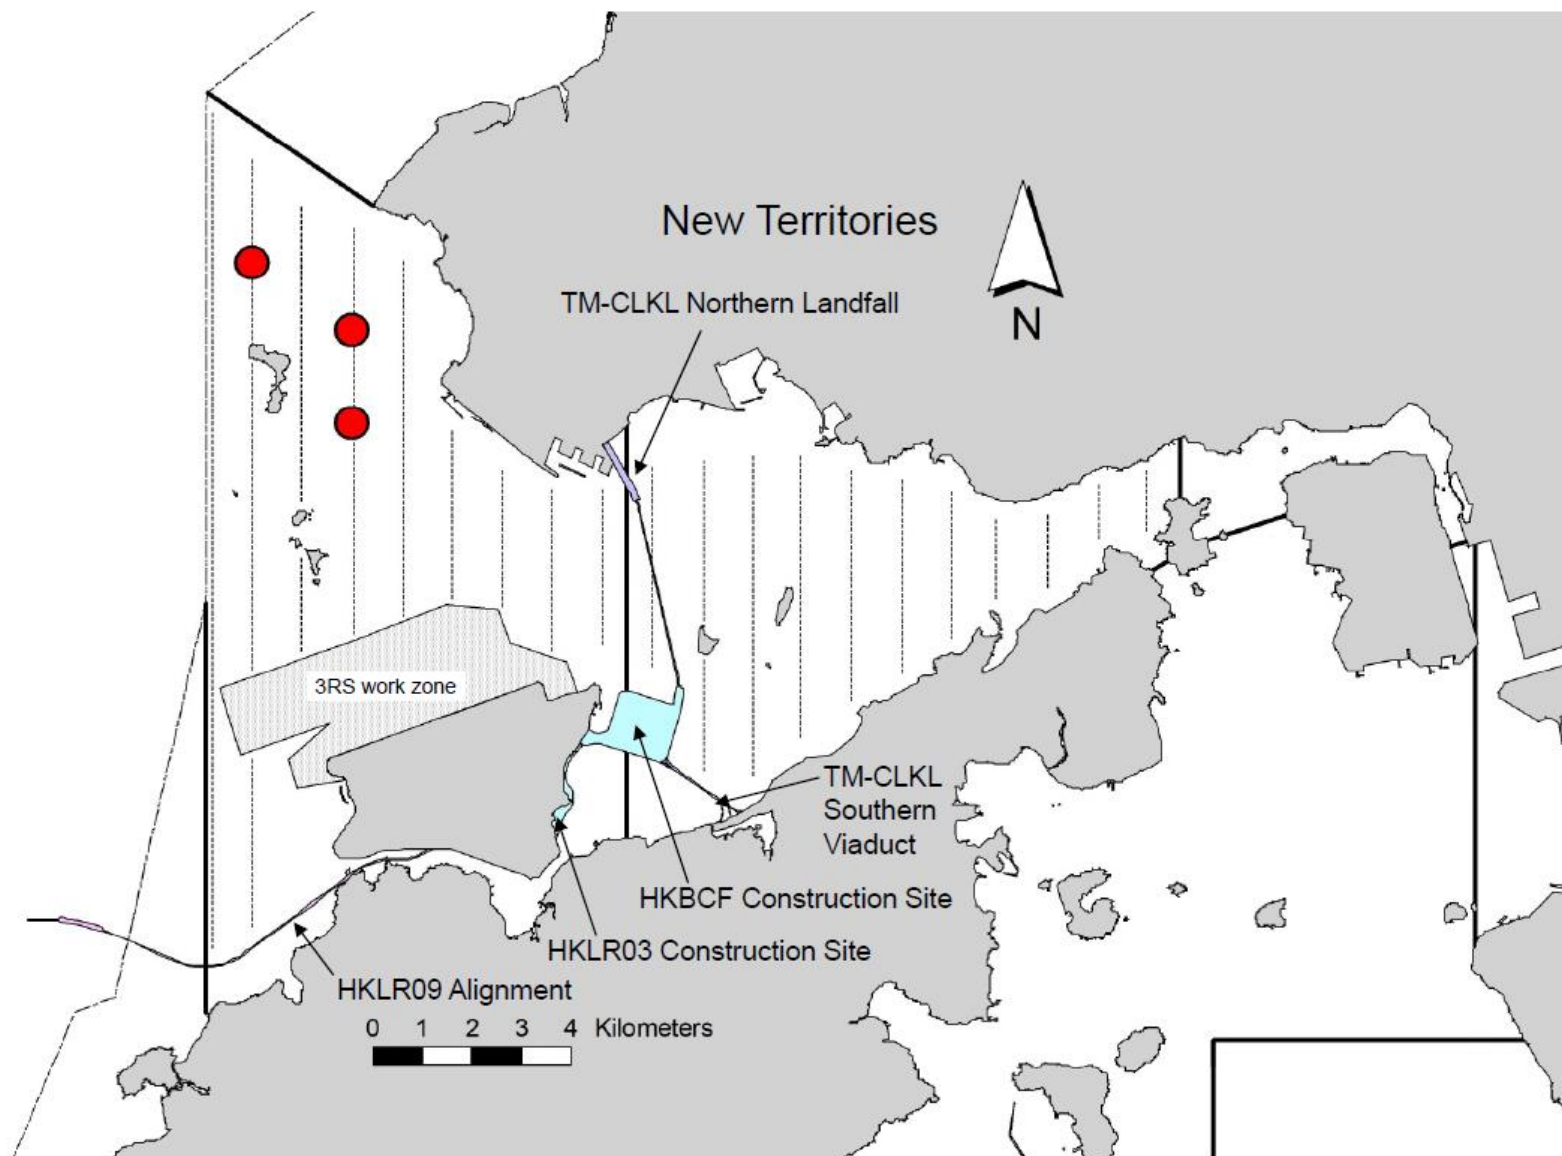 New Territories
TM-CLKL Northern Landfall
N
3RS work zone
TM-CLKL
Southern
Viaduct
HKBCF Construction Site
HKLR03 Construction Site
HKLR09 Alignment
0 1 2 3 4 Kilometers